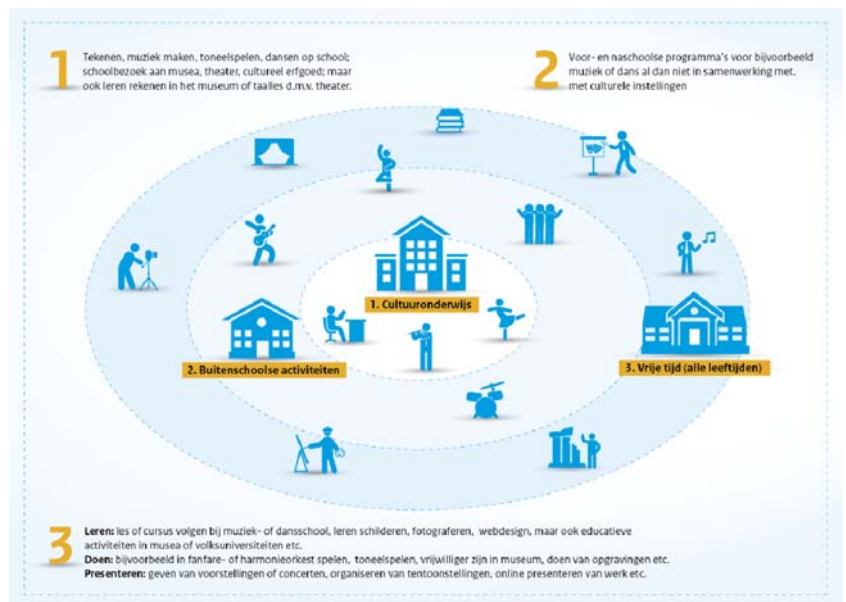 1
Tekenen, muziek maken, toneelspelen, dansen op school;
schoolbezoek aan musea, theater, cultureel erfgoed; maar
ook leren rekenen in het museum of taalles d.m.v. theater.
2
Voor- en naschoolse programma's voor bijvoorbeeld
muziek of dans al dan niet in samenwerking met.
met culturele instellingen
1. Cultuuronderwijs
2. Buitenschoolse activiteiten
3. Vrije tijd (alle leeftijden)
3
Leren: les of cursus volgen bij muziek- of dansschool, leren schilderen, fotograferen, webdesign, maar ook educatieve
activiteiten in musea of volksuniversiteiten etc.
Doen: bijvoorbeeld in fanfare- of harmonieorkest spelen, toneelspelen, vrijwilliger zijn in museum, doen van opgravingen etc.
Presenteren: geven van voorstellingen of concerten, organiseren van tentoonstellingen, online presenteren van werk etc.